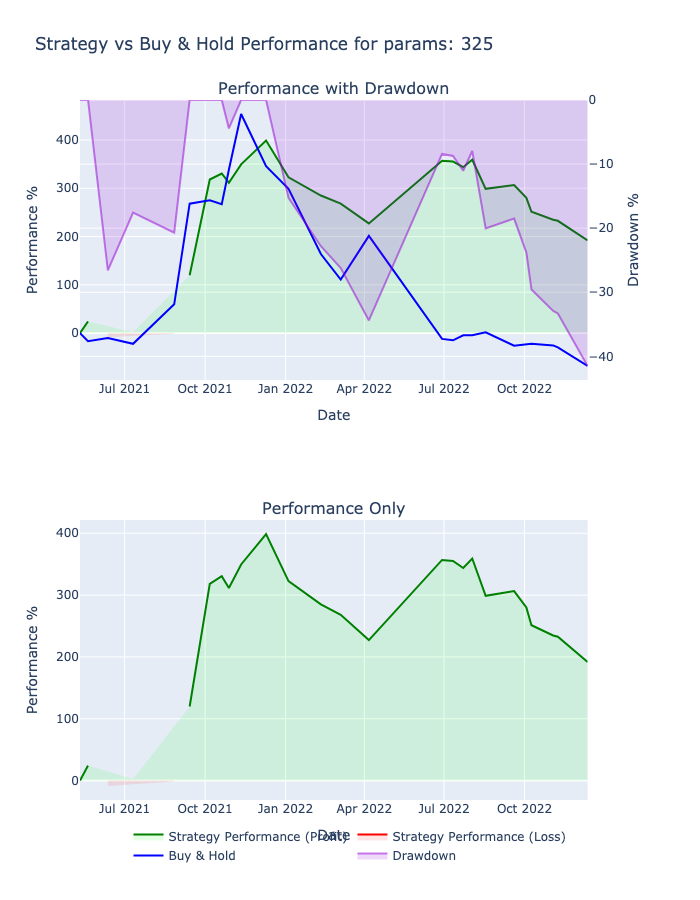 Strategy vs Buy & Hold Performance for params: 325
Performance with Drawdown
400
300
200
100
0
Performance %
0
−10
−20
−30
−40
Drawdown %
Jul 2021 Oct 2021 Jan 2022 Apr 2022 Jul 2022 Oct 2022
Date
Performance Only
400
300
200
100
0
Performance %
Jul 2021 Oct 2021 Jan 2022 Apr 2022 Jul 2022 Oct 2022
Date
Strategy Performance (Profit) Strategy Performance (Loss)
Buy & Hold Drawdown